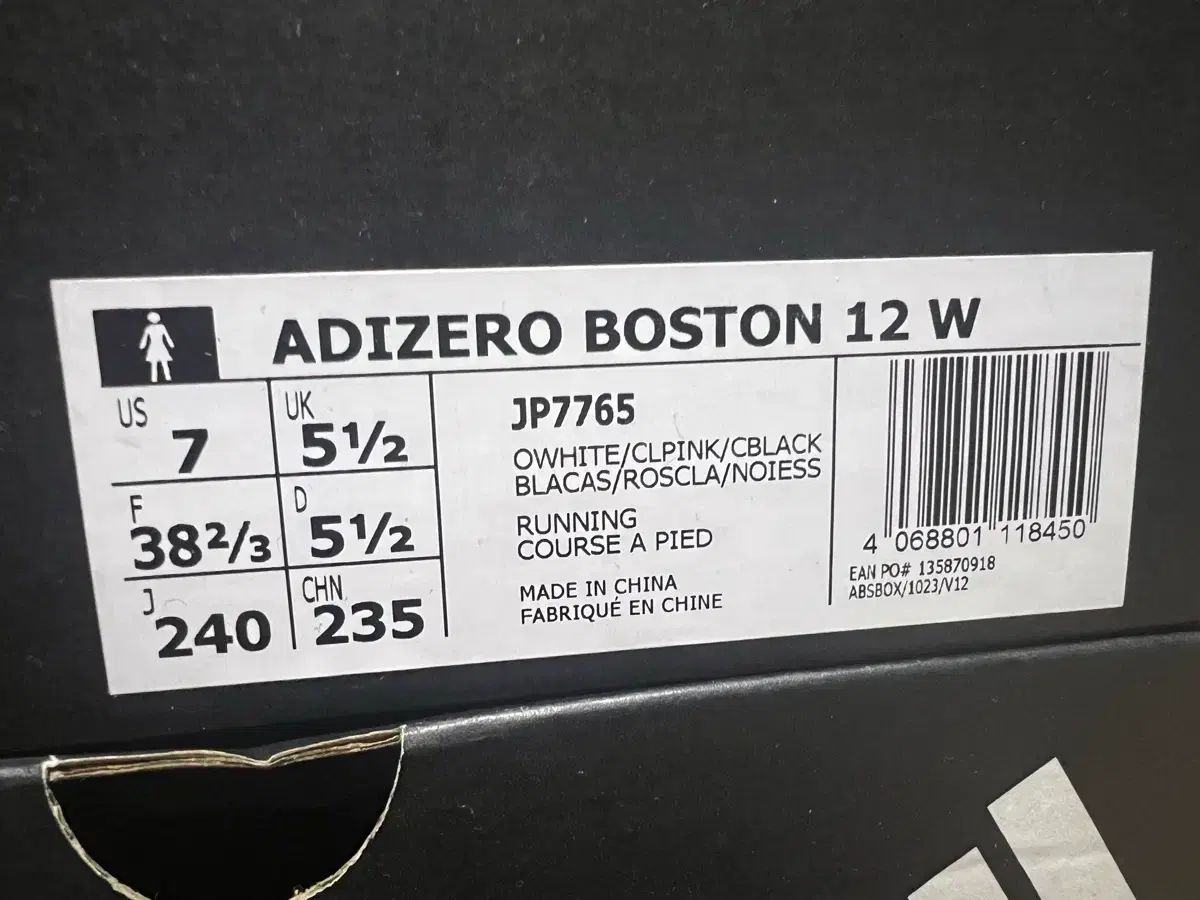 ADIZERO BOSTON 12 W
US
7
UK
5½
F
38⅔
D
5½
J
240
CHN
235
JP7765
OWHITE/CLPINK/CBLACK
BLACAS/ROSCLA/NOIESS
RUNNING
COURSE A PIED
MADE IN CHINA
FABRIQUÉ EN CHINE
4 068801 118450
EAN PO# 135870918
ABSBOX/1023/V12